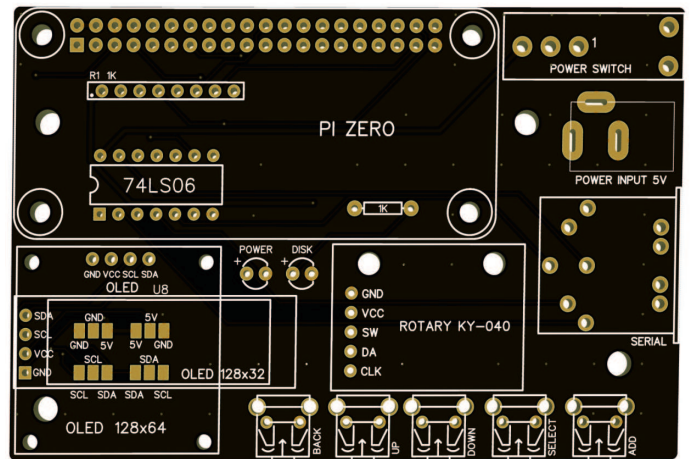 1
POWER SWITCH
R1 1K
PI ZERO
74LS06
1K
POWER INPUT 5V
POWER
DISK
+
+
GND VCC SCL SDA
OLED U8
SDA
SCL
VCC
GND
GND
5V
GND 5V
5V GND
SCL
SDA
SCL SDA
SDA SCL
OLED 128x32
OLED 128x64
GND
VCC
SW
DA
CLK
ROTARY KY-040
SERIAL
BACK
UP
DOWN
SELECT
ADD